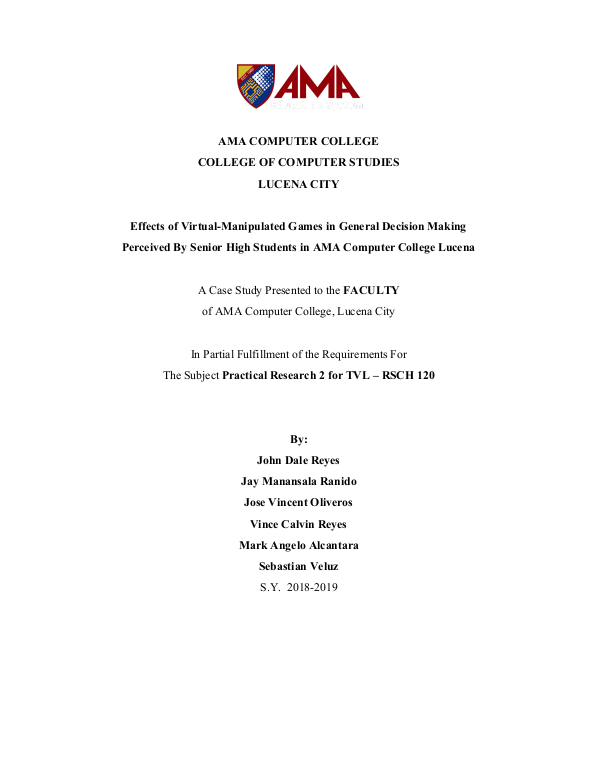 AMA
AMA COMPUTER COLLEGE
COLLEGE OF COMPUTER STUDIES
LUCENA CITY
Effects of Virtual-Manipulated Games in General Decision Making
Perceived By Senior High Students in AMA Computer College Lucena
A Case Study Presented to the FACULTY
of AMA Computer College, Lucena City
In Partial Fulfillment of the Requirements For
The Subject Practical Research 2 for TVL – RSCH 120
By:
John Dale Reyes
Jay Manansala Ranido
Jose Vincent Oliveros
Vince Calvin Reyes
Mark Angelo Alcantara
Sebastian Veluz
S.Y. 2018-2019